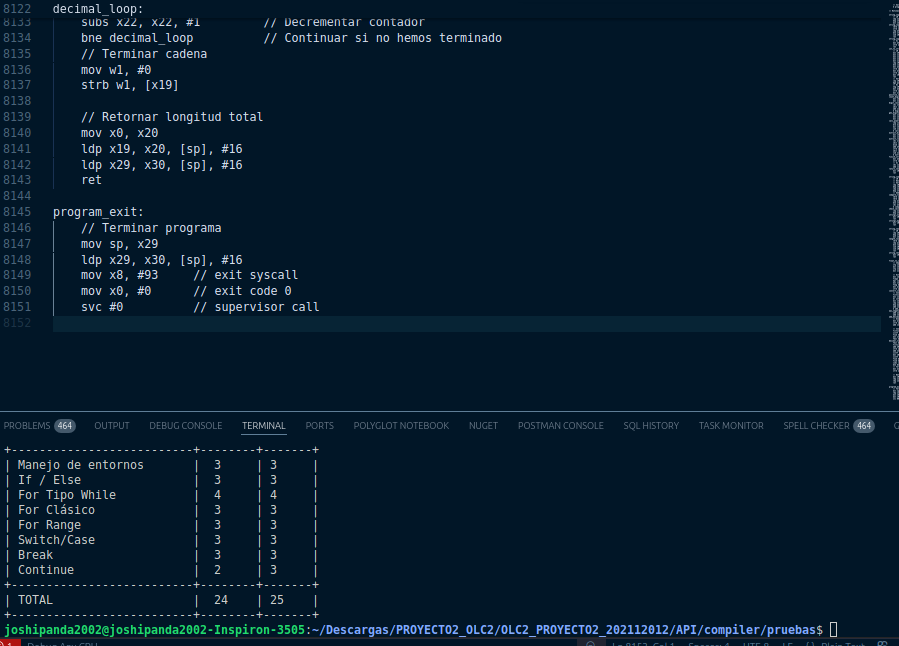 8122 decimal_loop:
8133 subs x22, x22, #1 // Decrementar contador
8134 bne decimal_loop // Continuar si no hemos terminado
8135 // Terminar cadena
8136 mov w1, #0
8137 strb w1, [x19]
8138
8139 // Retornar longitud total
8140 mov x0, x20
8141 ldp x19, x20, [sp], #16
8142 ldp x29, x30, [sp], #16
8143 ret
8144
8145 program_exit:
8146 // Terminar programa
8147 mov sp, x29
8148 ldp x29, x30, [sp], #16
8149 mov x8, #93 // exit syscall
8150 mov x0, #0 // exit code 0
8151 svc #0 // supervisor call
8152
PROBLEMS 464 OUTPUT DEBUG CONSOLE TERMINAL PORTS POLYGLOT NOTEBOOK NUGET POSTMAN CONSOLE SQL HISTORY TASK MONITOR SPELL CHECKER 464
+---------------------------+--------+-------+
| Manejo de entornos | 3 | 3 |
| If / Else | 3 | 3 |
| For Tipo While | 4 | 4 |
| For Clásico | 3 | 3 |
| For Range | 3 | 3 |
| Switch/Case | 3 | 3 |
| Break | 3 | 3 |
| Continue | 2 | 3 |
+---------------------------+--------+-------+
| TOTAL | 24 | 25 |
+---------------------------+--------+-------+
joshipanda2002@joshipanda2002-Inspiron-3505:~/Descargas/PROYECTO2_OLC2/OLC2_PROYECTO2_202112012/API/compiler/pruebas$